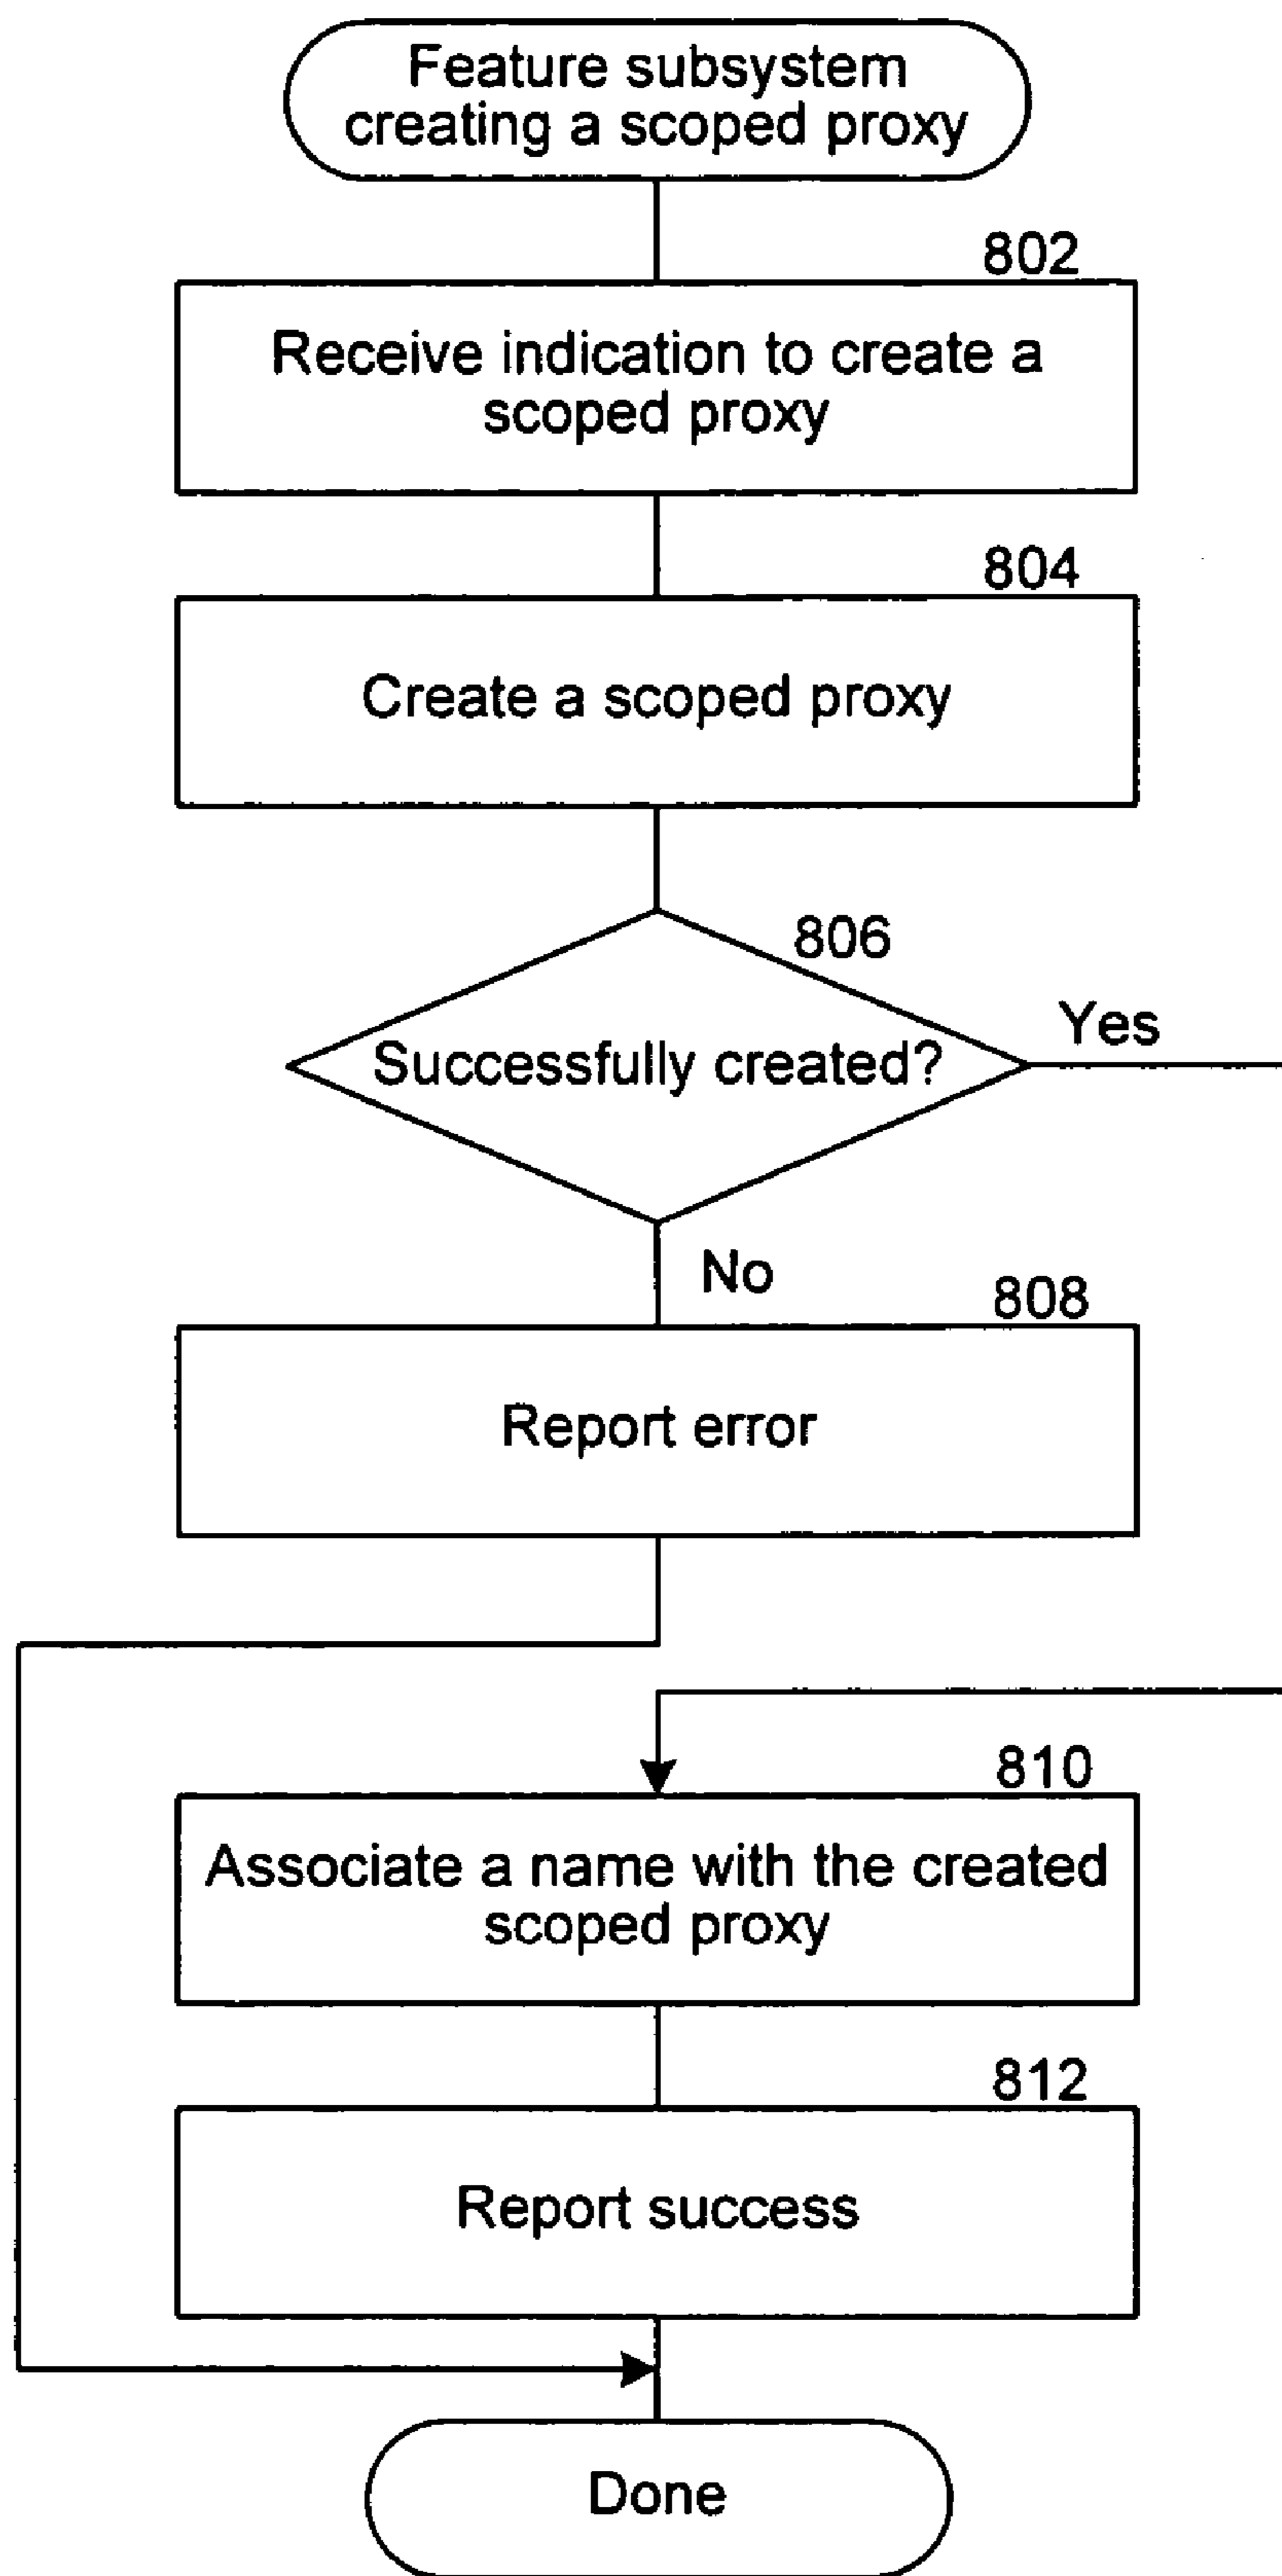 Feature subsystem
creating a scoped proxy
802
Receive indication to create a
scoped proxy
804
Create a scoped proxy
806
Successfully created?
Yes
No
808
Report error
810
Associate a name with the created
scoped proxy
812
Report success
Done